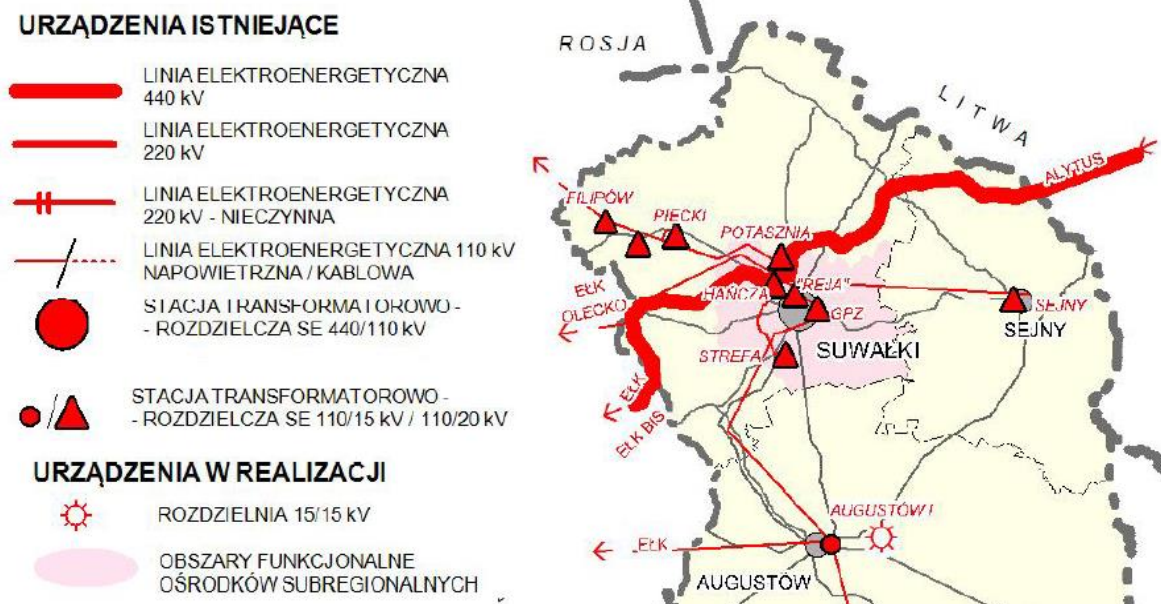 URZĄDZENIA ISTNIEJĄCE
LINIA ELEKTROENERGETYCZNA
440 kV
LINIA ELEKTROENERGETYCZNA
220 kV
LINIA ELEKTROENERGETYCZNA
220 kV - NIECZYNNA
LINIA ELEKTROENERGETYCZNA 110 kV
NAPOWIETRZNA / KABLOWA
STACJA TRANSFORMATOROWO -
- ROZDZIELCZA SE 440/110 kV
STACJA TRANSFORMATOROWO -
- ROZDZIELCZA SE 110/15 kV / 110/20 kV
URZĄDZENIA W REALIZACJI
ROZDZIELNIA 15/15 kV
OBSZARY FUNKCJONALNE
OŚRODKÓW SUBREGIONALNYCH
ROSJA
LITWA
ALYTUS
FILIPÓW
PIECKI
POTASZNIA
EŁK
OLECKO
HAŃCZA
"REJA"
GPZ
SEJNY
SEJNY
STREFA
SUWAŁKI
EŁK
EŁK BIS
AUGUSTÓW I
EŁK
AUGUSTÓW